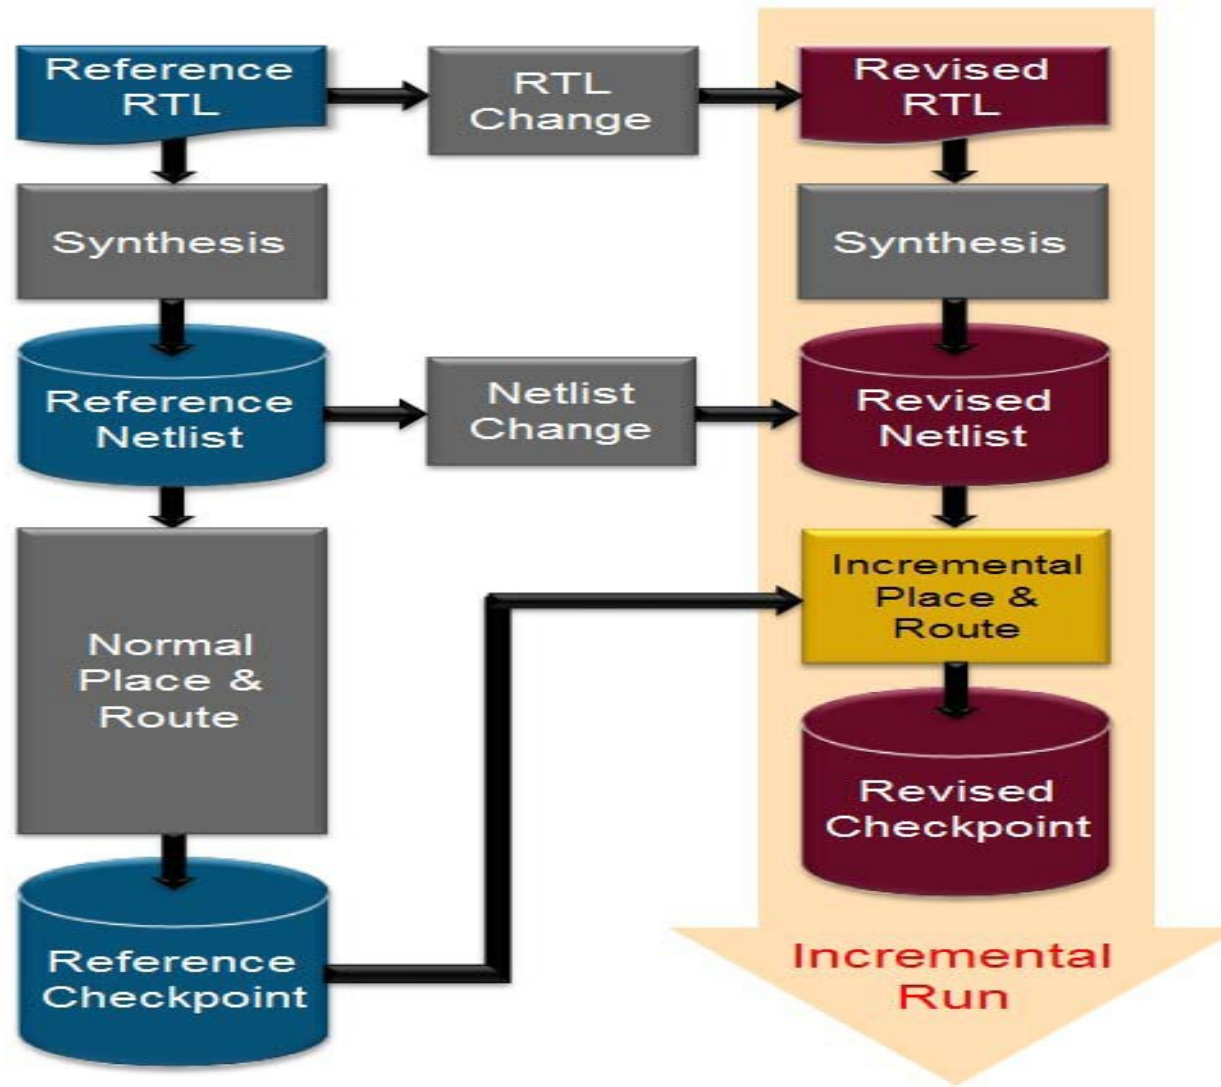 Reference
RTL
RTL
Change
Revised
RTL
Synthesis
Synthesis
Reference
Netlist
Netlist
Change
Revised
Netlist
Normal
Place &
Route
Incremental
Place &
Route
Revised
Checkpoint
Reference
Checkpoint
Incremental
Run